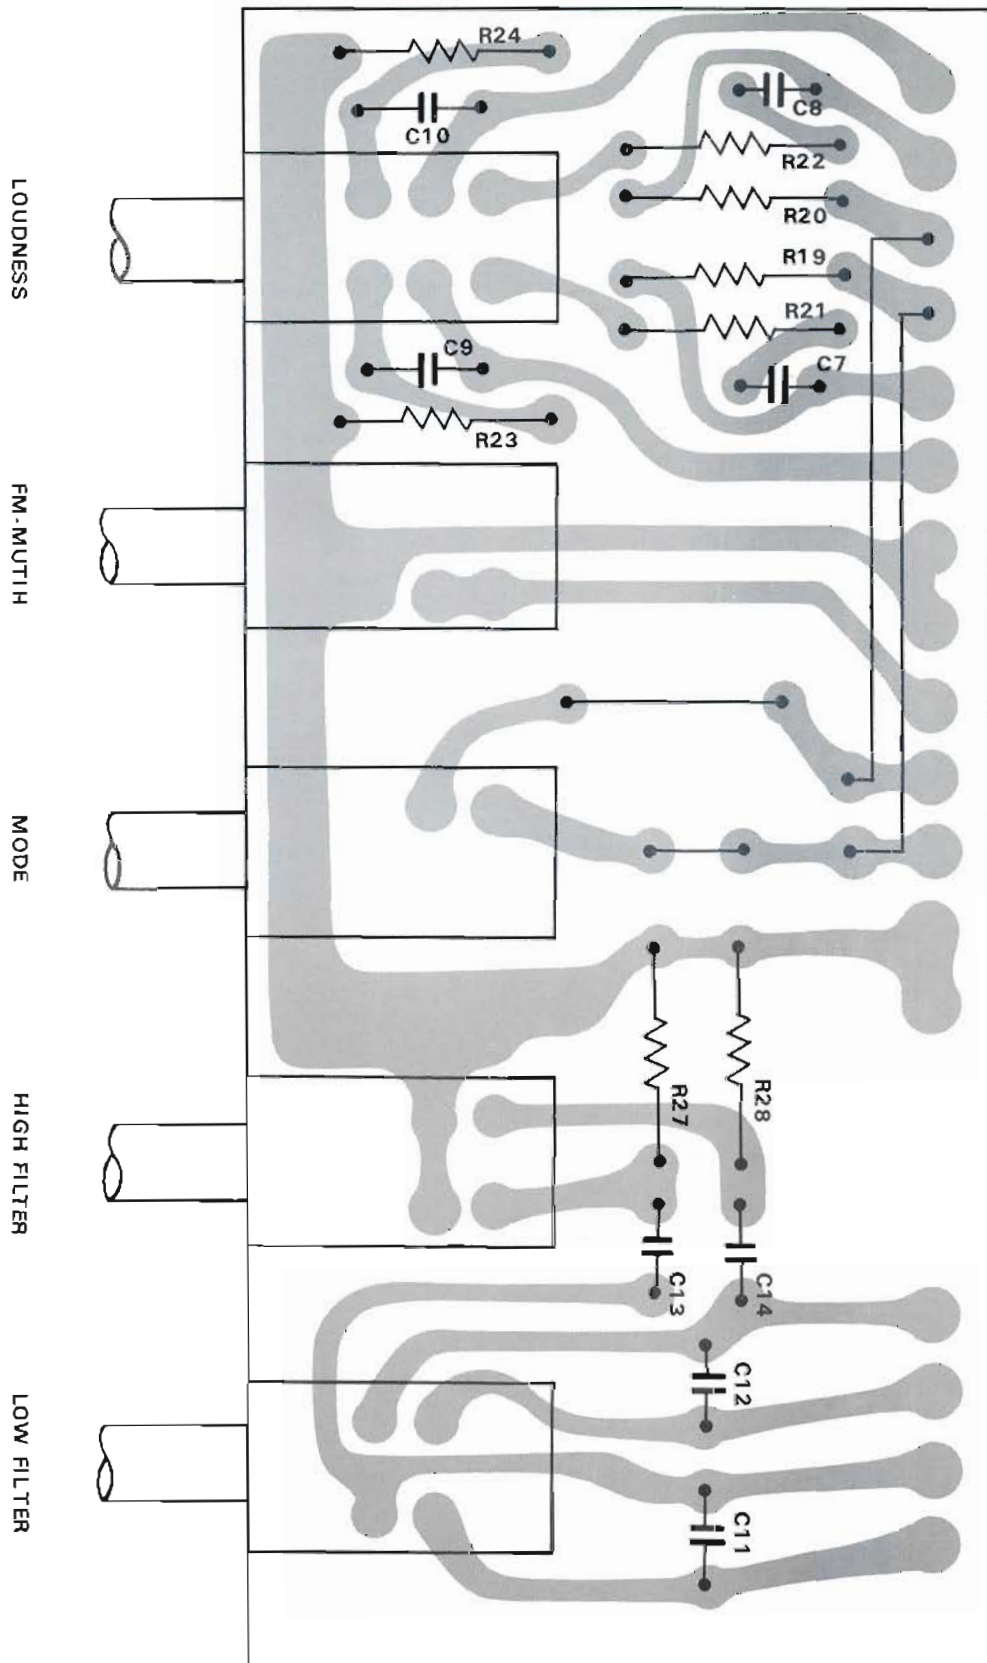 R24
C10
C8
R22
R20
R19
R21
C9
C7
R23
LOUDNESS
FM-MUTIH
MODE
R27
R28
HIGH FILTER
C13
C14
C12
LOW FILTER
C11